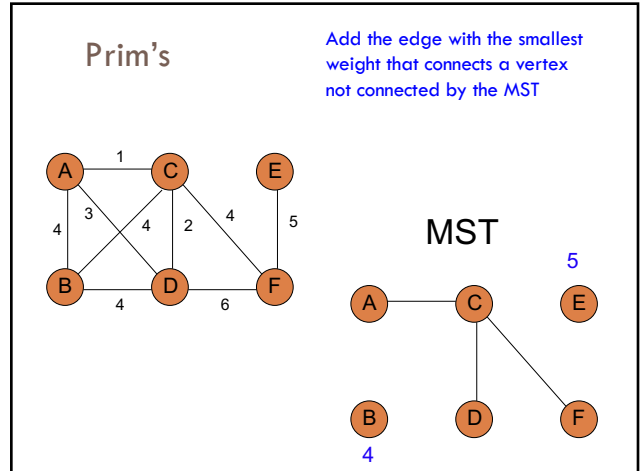 Prim's
Add the edge with the smallest
weight that connects a vertex
not connected by the MST
1
A C E
4 3 4 2 4 5
B D F
4 6
MST
5
A C E
B D F
4